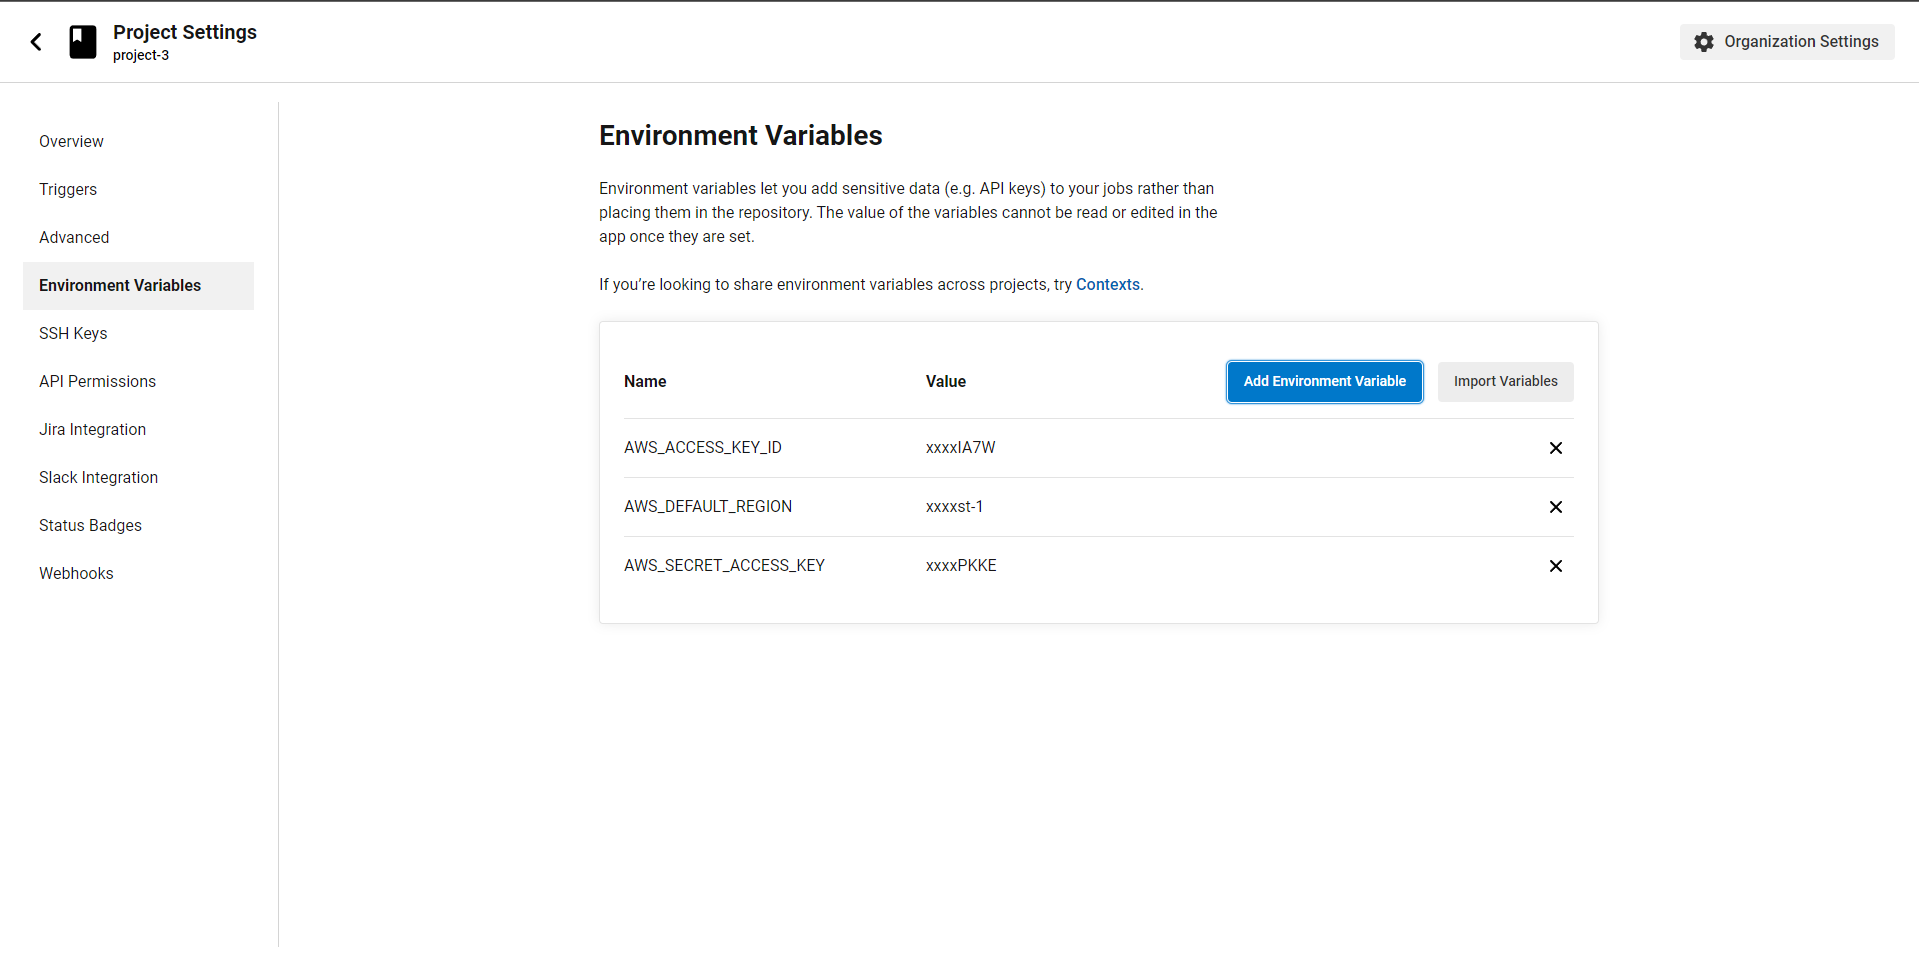 Project Settings
project-3
Organization Settings
Overview
Triggers
Advanced
Environment Variables
SSH Keys
API Permissions
Jira Integration
Slack Integration
Status Badges
Webhooks
Environment Variables
Environment variables let you add sensitive data (e.g. API keys) to your jobs rather than
placing them in the repository. The value of the variables cannot be read or edited in the
app once they are set.
If you’re looking to share environment variables across projects, try Contexts.
Name Value Add Environment Variable Import Variables
AWS_ACCESS_KEY_ID xxxxIA7W
AWS_DEFAULT_REGION xxxxst-1
AWS_SECRET_ACCESS_KEY xxxxPKKE